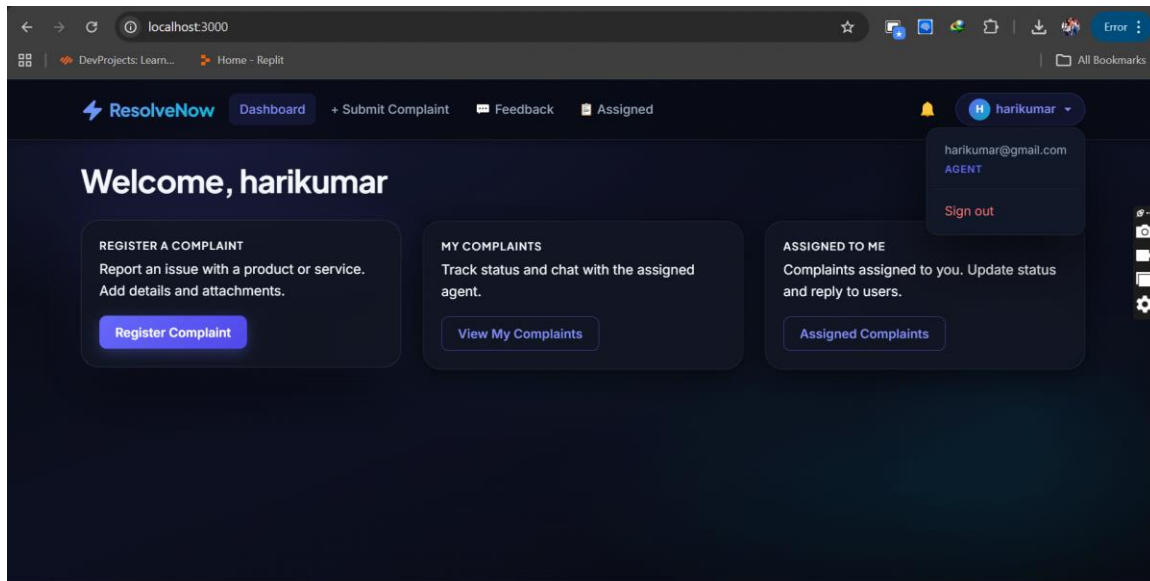 localhost:3000
Error
DevProjects: Learn...
Home - Replit
All Bookmarks
ResolveNow
Dashboard
+ Submit Complaint
Feedback
Assigned
H
harikumar
harikumar@gmail.com
AGENT
Sign out
Welcome, harikumar
REGISTER A COMPLAINT
Report an issue with a product or service.
Add details and attachments.
Register Complaint
MY COMPLAINTS
Track status and chat with the assigned
agent.
View My Complaints
ASSIGNED TO ME
Complaints assigned to you. Update status
and reply to users.
Assigned Complaints